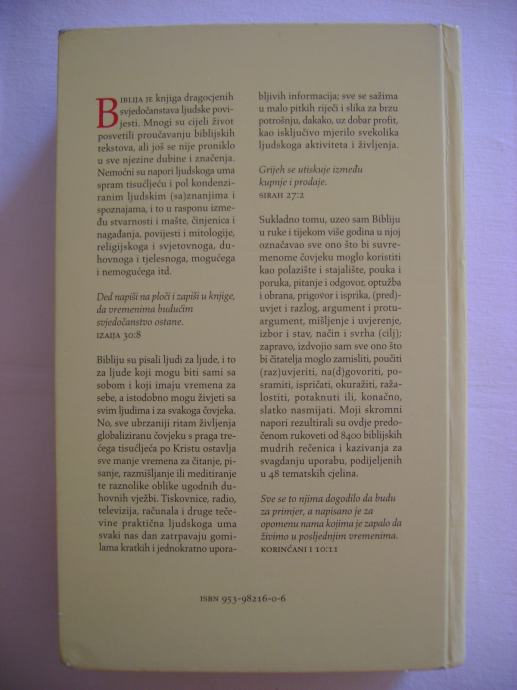 BIBLIJA JE knjiga dragocjenih
svjedočanstava ljudske povi-
jesti. Mnogi su cijeli život
posvetili proučavanju biblijskih
tekstova, ali još se nije proniklo
u sve njezine dubine i značenja.
Nemoćni su napori ljudskoga uma
spram tisućljeću i pol kondenzi-
ranim ljudskim (sa)znanjima i
spoznajama, i to u rasponu izme-
đu stvarnosti i mašte, činjenica i
nagađanja, povijesti i mitologije,
religijskoga i svjetovnoga, du-
hovnoga i tjelesnoga, mogućega
i nemogućega itd.
Ded napiši na ploči i zapiši u knjige,
da vremenima budućim
svjedočanstvo ostane.
IZAIJA 30:8
Bibliju su pisali ljudi za ljude, i to
za ljude koji mogu biti sami sa
sobom i koji imaju vremena za
sebe, a istodobno mogu živjeti sa
svim ljudima i za svakoga čovjeka.
No, sve ubrzaniji ritam življenja
globaliziranu čovjeku s praga tre-
ćega tisućljeća po Kristu ostavlja
sve manje vremena za čitanje, pi-
sanje, razmišljanje ili meditiranje
te raznolike oblike ugodnih du-
hovnih vježbi. Tiskovnice, radio,
televizija, računala i druge teče-
vine praktična ljudskoga uma
svaki nas dan zatrpavaju gomi-
lama kratkih i jednokratno upora-
bljivih informacija; sve se sažima
u malo pitkih riječi i slika za brzu
potrošnju, dakako, uz dobar profit,
kao isključivo mjerilo svekolika
ljudskoga aktiviteta i življenja.
Grijeh se utiskuje između
kupnje i prodaje.
SIRAH 27:2
Sukladno tomu, uzeo sam Bibliju
u ruke i tijekom više godina u njoj
označavao sve ono što bi suvre-
menome čovjeku moglo koristiti
kao polazište i stajalište, pouka i
poruka, pitanje i odgovor, optužba
i obrana, prigovor i isprika, (pred)-
uvjet i razlog, argument i protu-
argument, mišljenje i uvjerenje,
izbor i stav, način i svrha (cilj);
zapravo, izdvojio sam sve ono što
bi čitatelja moglo zamisliti, poučiti
(raz)uvjeriti, na(d)govoriti, po-
sramiti, ispričati, okuražiti, raža-
lostiti, potaknuti ili, konačno,
slatko nasmijati. Moji skromni
napori rezultirali su ovdje predo-
čenom rukoveti od 8400 biblijskih
mudrih rečenica i kazivanja za
svagdanju uporabu, podijeljenih
u 48 tematskih cjelina.
Sve se to njima dogodilo da budu
za primjer, a napisano je za
opomenu nama kojima je zapalo da
živimo u posljednjim vremenima.
KORINĆANI I 10:11
ISBN 953-98216-0-6